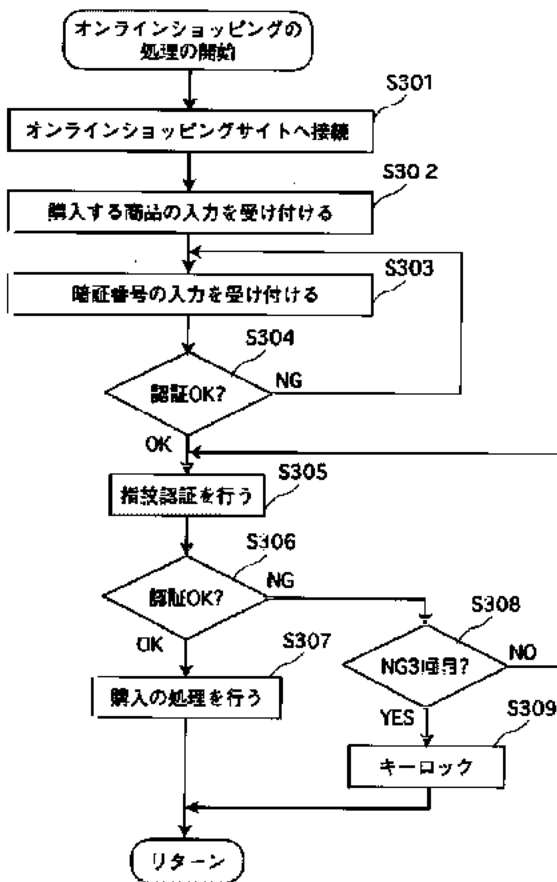 オンラインショッピングの
処理の開始
S301
オンラインショッピングサイトへ接続
S302
購入する商品の入力を受け付ける
S303
暗証番号の入力を受け付ける
S304
認証OK?
NG
OK
S305
指紋認証を行う
S306
認証OK?
NG
OK
S307
購入の処理を行う
S308
NG3回目?
NO
YES
S309
キーロック
リターン